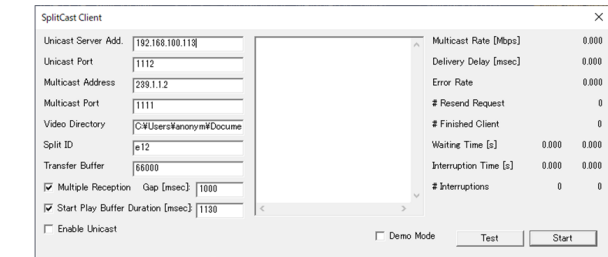 SplitCast Client
Unicast Server Add. 192.168.100.113
Unicast Port 1112
Multicast Address 239.1.1.2
Multicast Port 1111
Video Directory C:¥Users¥anonym¥Docume
Split ID e12
Transfer Buffer 66000
Multiple Reception Gap [msec]: 1000
Start Play Buffer Duration [msec]: 1130
Enable Unicast
Multicast Rate [Mbps] 0.000
Delivery Delay [msec] 0.000
Error Rate 0.000
# Resend Request 0
# Finished Client 0
Waiting Time [s] 0.000 0.000
Interruption Time [s] 0.000 0.000
# Interruptions 0 0
Demo Mode Test Start